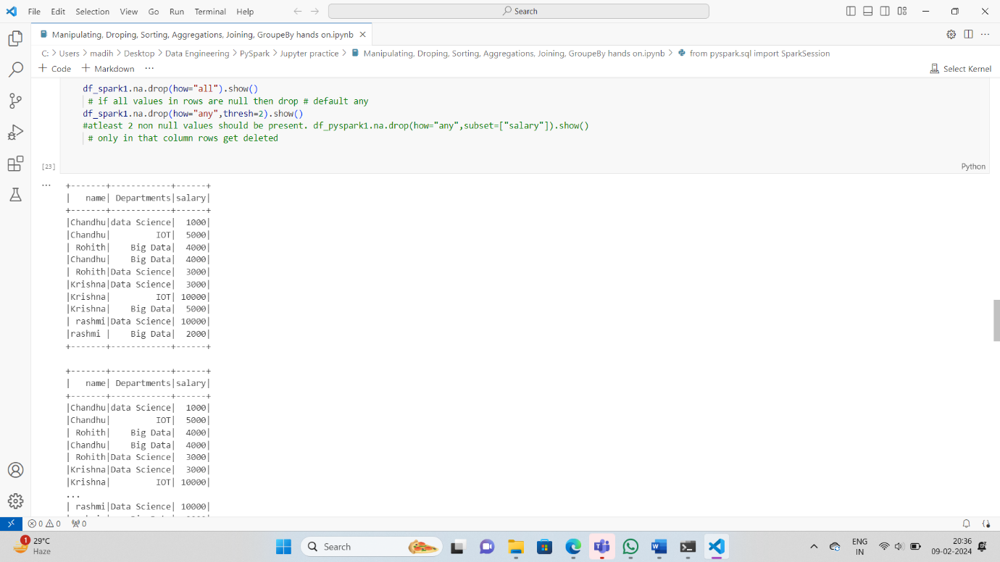 File Edit Selection View Go Run Terminal Help
Search
Manipulating, Droping, Sorting, Aggregations, Joining, GroupeBy hands on.ipynb
C: > Users > madih > Desktop > Data Engineering > PySpark > Jupyter practice > Manipulating, Droping, Sorting, Aggregations, Joining, GroupeBy hands on.ipynb > from pyspark.sql import SparkSession
+ Code + Markdown ... Select Kernel
df_spark1.na.drop(how="all").show()
# if all values in rows are null then drop # default any
df_spark1.na.drop(how="any",thresh=2).show()
#atleast 2 non null values should be present. df_pyspark1.na.drop(how="any",subset=["salary"]).show()
# only in that column rows get deleted
[23] Python
...
+-------+------------+------+
|   name| Departments|salary|
+-------+------------+------+
|Chandhu|data Science|  1000|
|Chandhu|         IOT|  5000|
| Rohith|    Big Data|  4000|
|Chandhu|    Big Data|  4000|
| Rohith|Data Science|  3000|
|Krishna|Data Science|  3000|
|Krishna|         IOT| 10000|
|Krishna|    Big Data|  5000|
| rashmi|Data Science| 10000|
|rashmi |    Big Data|  2000|
+-------+------------+------+
+-------+------------+------+
|   name| Departments|salary|
+-------+------------+------+
|Chandhu|data Science|  1000|
|Chandhu|         IOT|  5000|
| Rohith|    Big Data|  4000|
|Chandhu|    Big Data|  4000|
| Rohith|Data Science|  3000|
|Krishna|Data Science|  3000|
|Krishna|         IOT| 10000|
...
| rashmi|Data Science| 10000|
0 0 0
1
29°C
Haze
Search
ENG
IN
20:36
09-02-2024